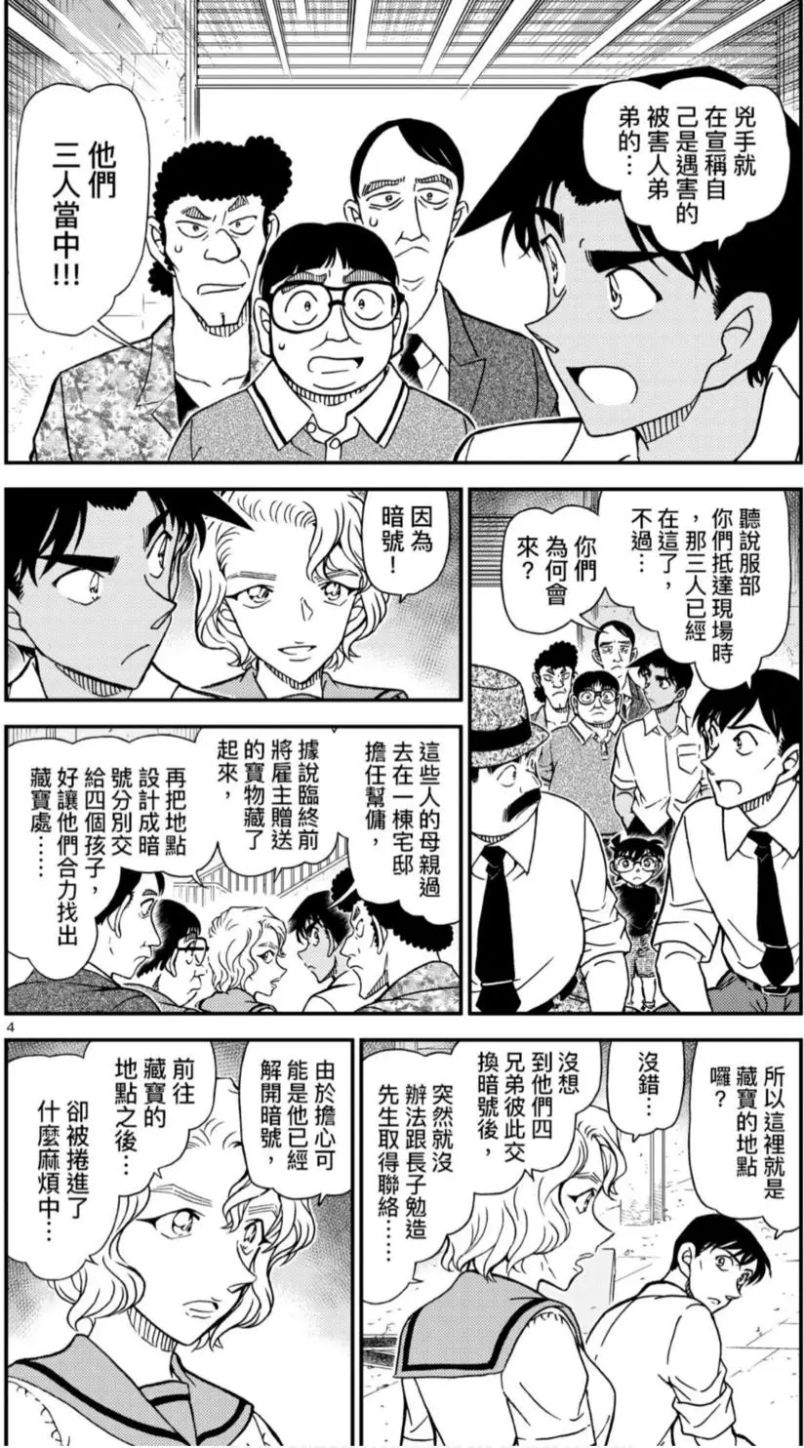 兇手就
在宣稱自
己是遇害的
被害人弟
弟的…
他們
三人當中!!!
聽說服部
你們抵達現場時
，那三人已經
在這了，
不過…
你們
為何會
來？
因為
暗號！
這些人的母親過
去在一棟宅邸
擔任幫傭，
據說臨終前
將雇主贈送
的寶物藏了
起來，
再把地點
設計成暗
號分別交
給四個孩子，
好讓他們合力找出
藏寶處……
4
所以這裡就是
藏寶的地點
囉？
沒錯…
沒想
到他們四
兄弟彼此交
換暗號後，
突然就沒
辦法跟長子勉造
先生取得聯絡……
由於擔心可
能是他已經
解開暗號，
前往
藏寶的
地點之後…
卻被捲進了
什麼麻煩中…